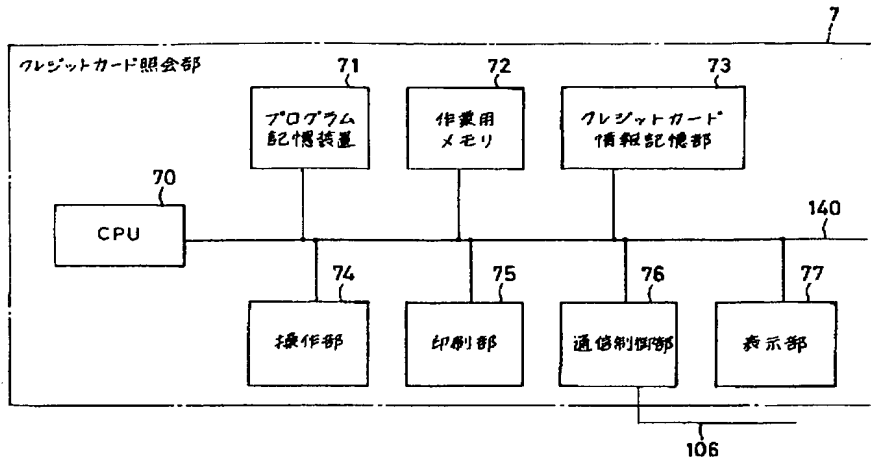 7
クレジットカード照会部
71
72
73
プログラム
記憶装置
作業用
メモリ
クレジットカード
情報記憶部
70
CPU
140
74
75
76
77
操作部
印刷部
通信制御部
表示部
106